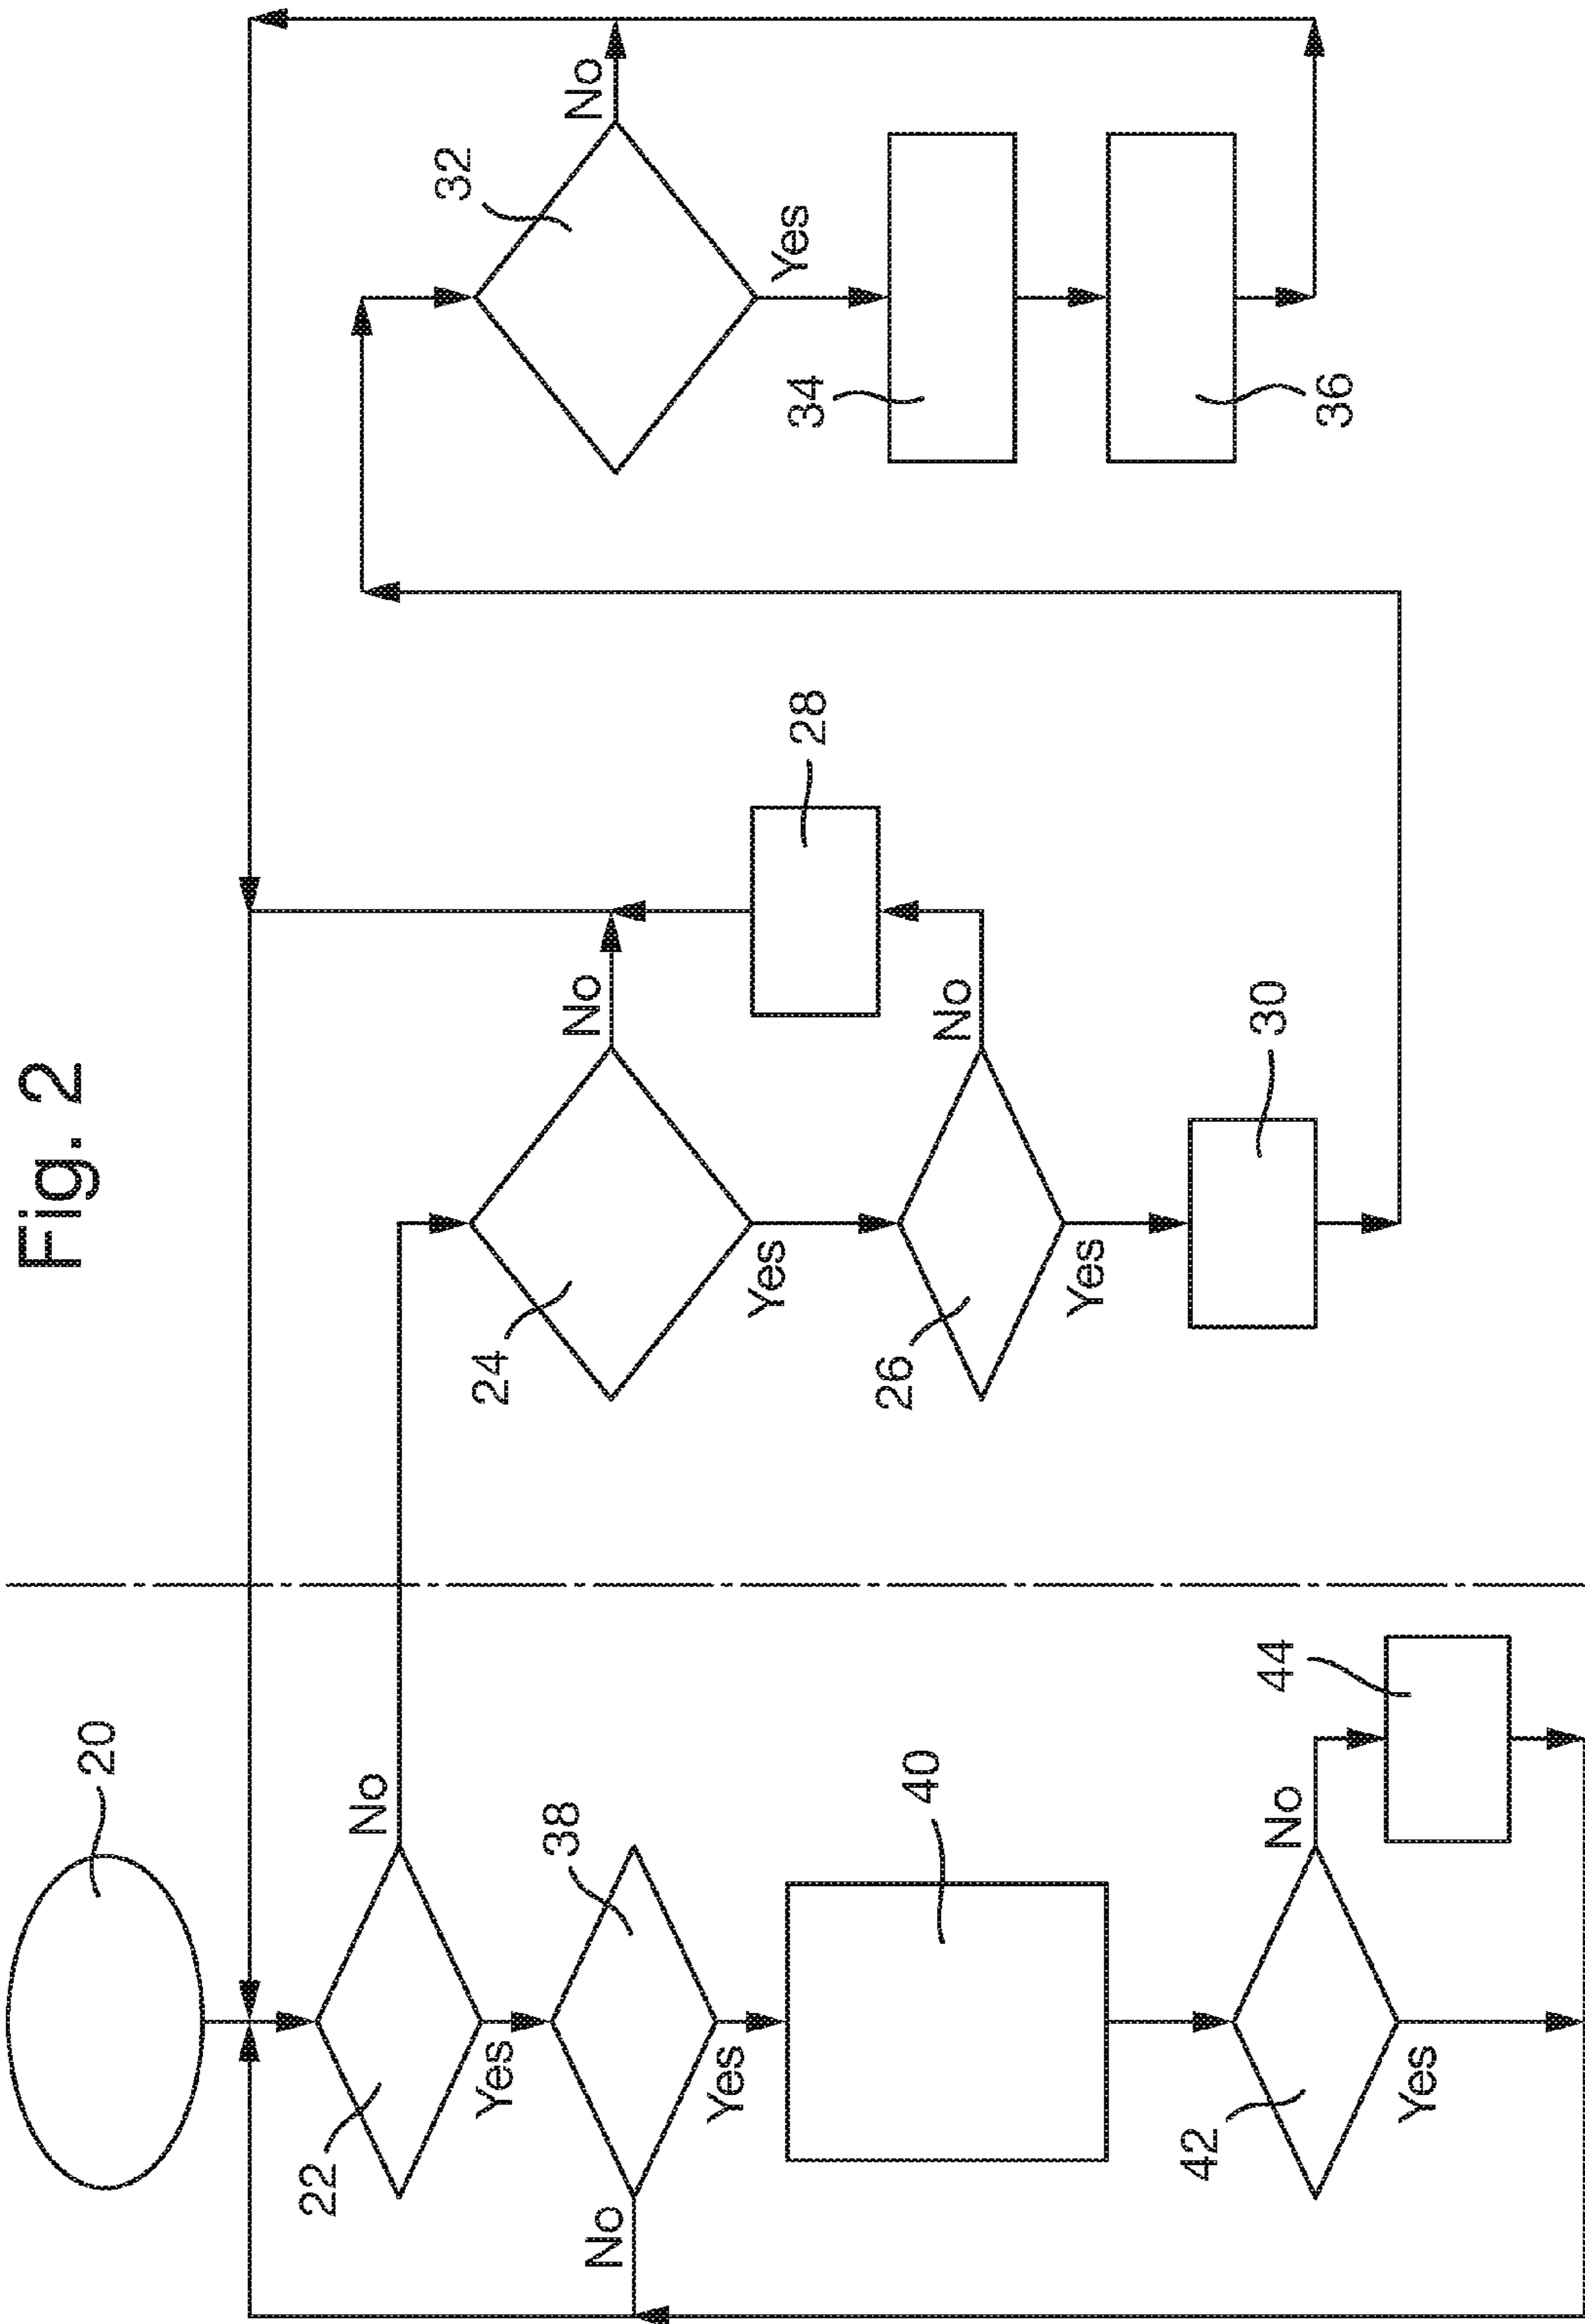 Fig. 2
20
22
No
Yes
38
No
Yes
40
42
No
Yes
44
24
No
Yes
26
No
Yes
28
30
32
No
Yes
34
36